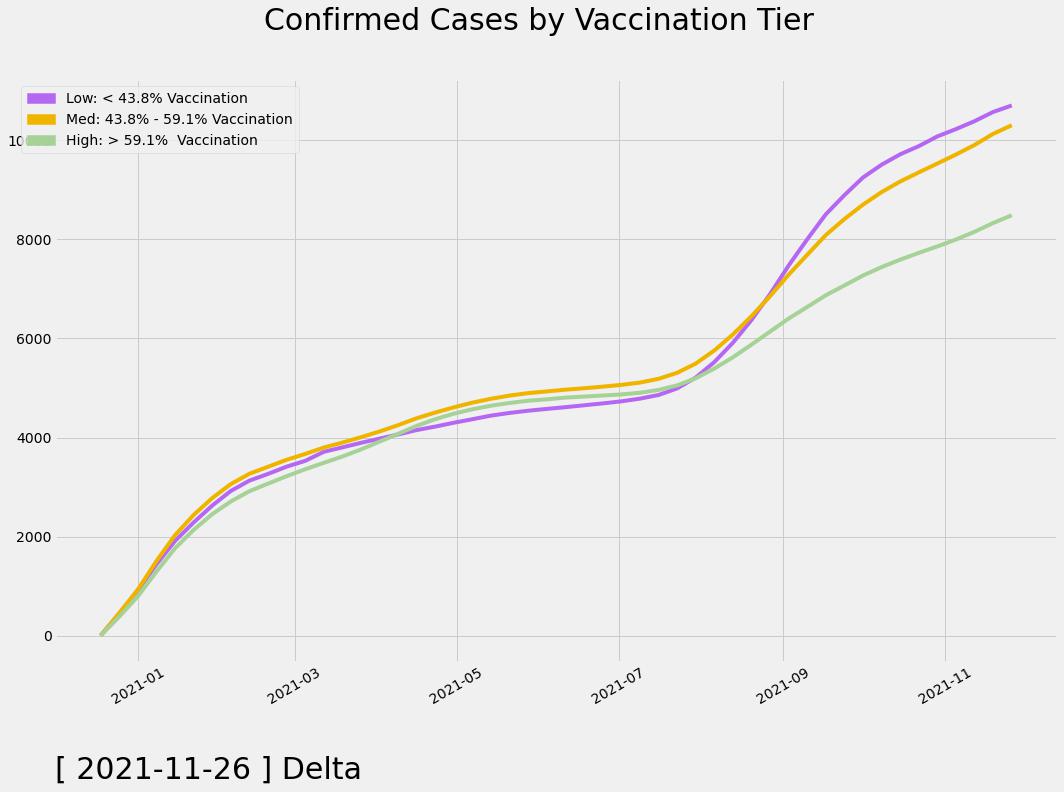 Confirmed Cases by Vaccination Tier
Low: < 43.8% Vaccination
Med: 43.8% - 59.1% Vaccination
High: > 59.1%  Vaccination
8000
6000
4000
2000
0
2021-01
2021-03
2021-05
2021-07
2021-09
2021-11
[ 2021-11-26 ] Delta